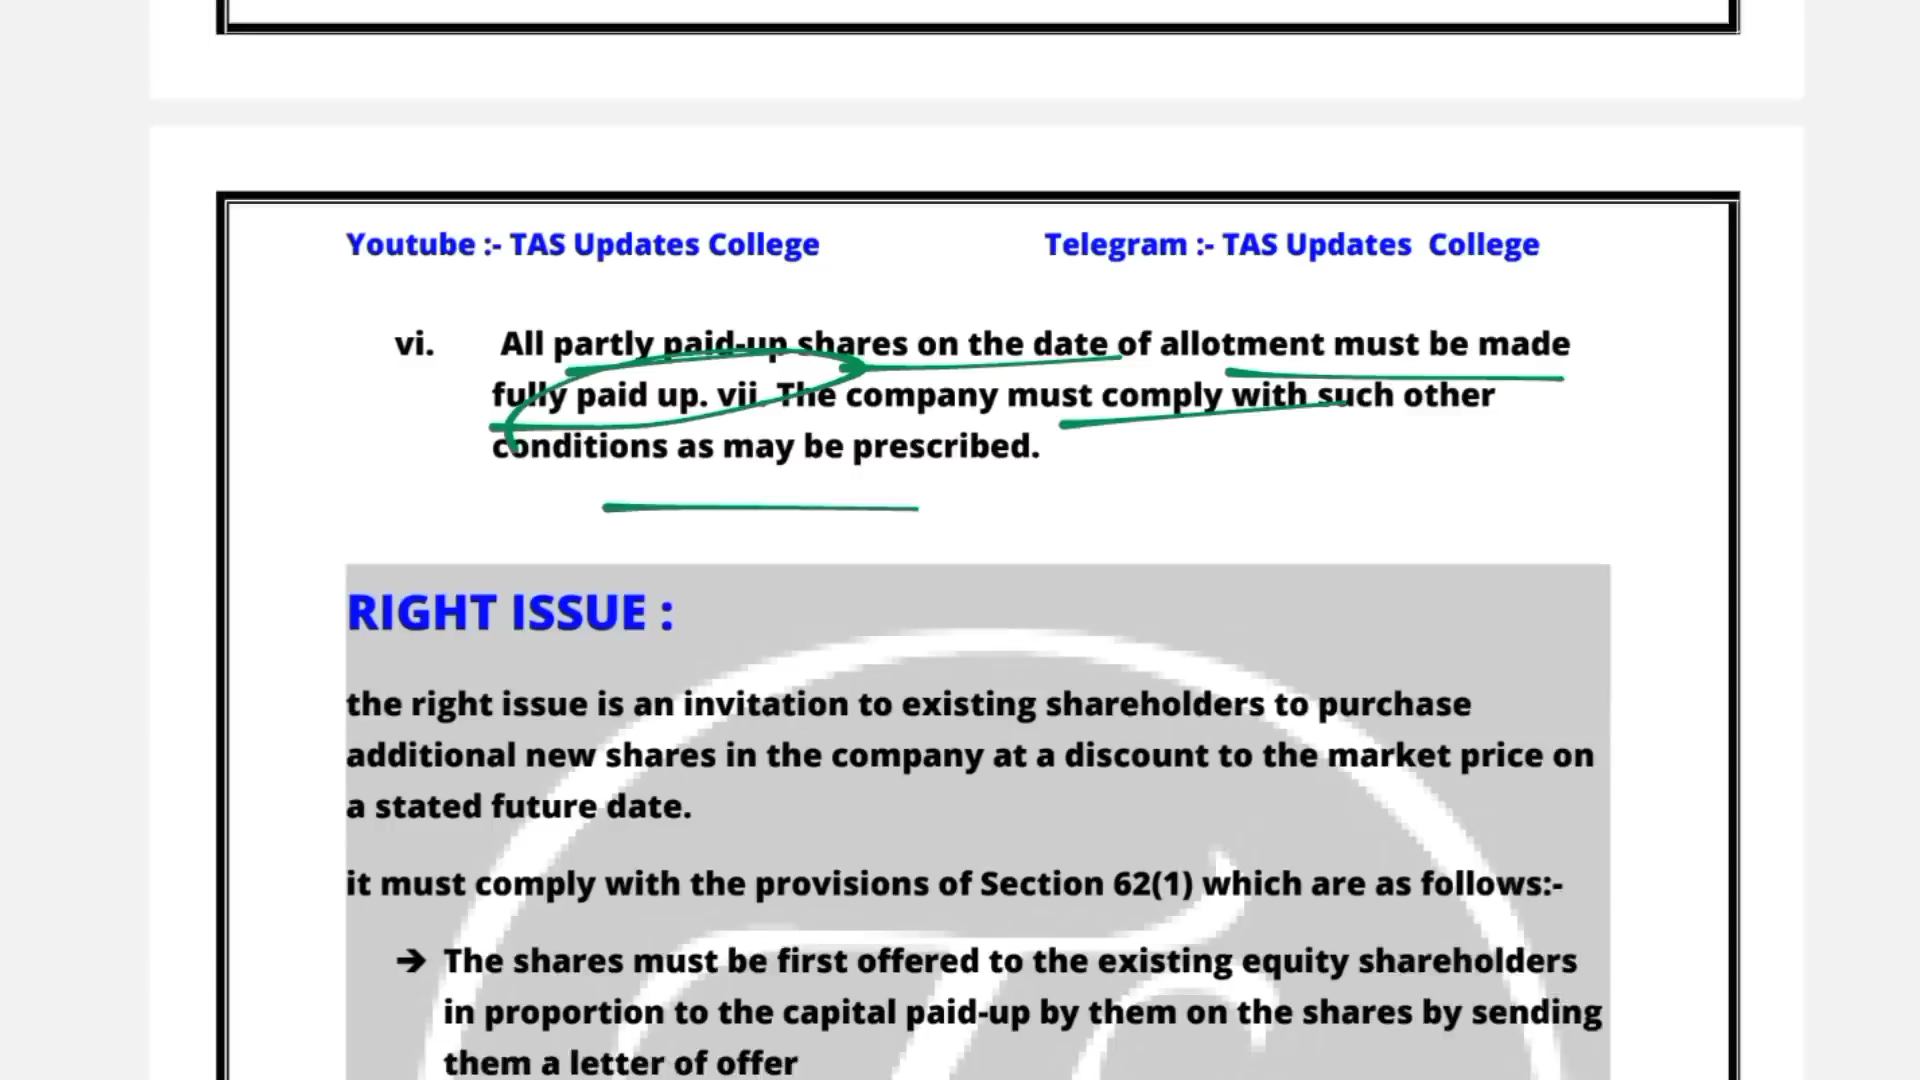 Youtube :- TAS Updates College Telegram :- TAS Updates College
vi. All partly paid-up shares on the date of allotment must be made
fully paid up. vii. The company must comply with such other
conditions as may be prescribed.
RIGHT ISSUE :
the right issue is an invitation to existing shareholders to purchase
additional new shares in the company at a discount to the market price on
a stated future date.
it must comply with the provisions of Section 62(1) which are as follows:-
➔ The shares must be first offered to the existing equity shareholders
in proportion to the capital paid-up by them on the shares by sending
them a letter of offer